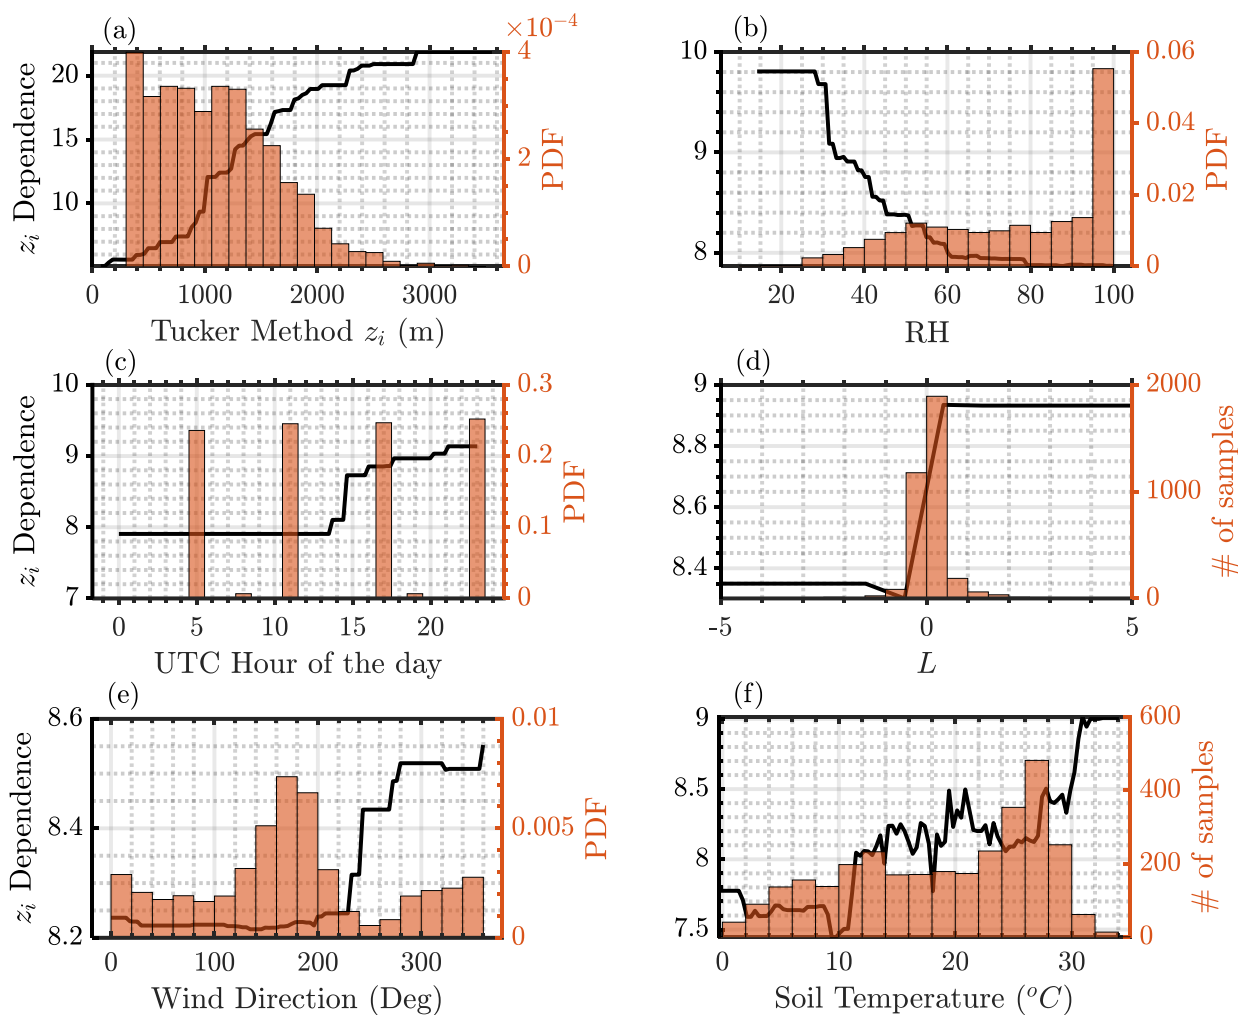 (a)
×10⁻⁴
20
15
10
4
2
0
z_i Dependence
PDF
0 1000 2000 3000
Tucker Method z_i (m)
(b)
10
9
8
0.06
0.04
0.02
0
PDF
20 40 60 80 100
RH
(c)
10
9
8
7
0.3
0.2
0.1
0
z_i Dependence
PDF
0 5 10 15 20
UTC Hour of the day
(d)
9
8.8
8.6
8.4
2000
1000
0
# of samples
-5 0 5
L
(e)
8.6
8.4
8.2
0.01
0.005
0
z_i Dependence
PDF
0 100 200 300
Wind Direction (Deg)
(f)
9
8.5
8
7.5
600
400
200
0
# of samples
0 10 20 30
Soil Temperature (°C)